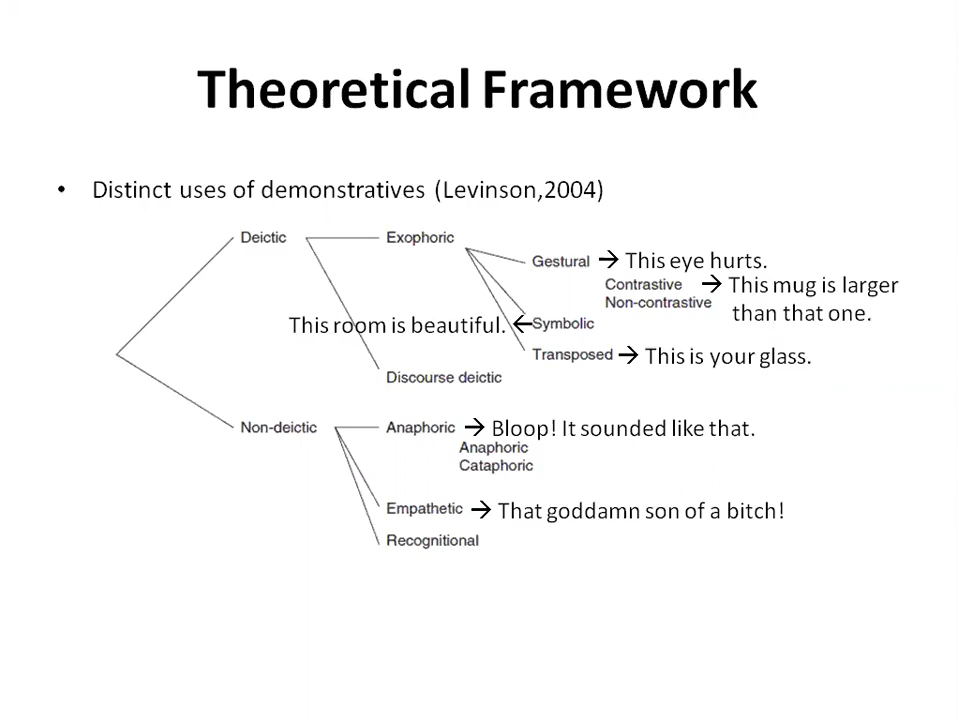 Theoretical Framework
• Distinct uses of demonstratives (Levinson,2004)
Deictic
Exophoric
Gestural → This eye hurts.
Contrastive → This mug is larger
Non-contrastive than that one.
This room is beautiful. ← Symbolic
Transposed → This is your glass.
Discourse deictic
Non-deictic
Anaphoric → Bloop! It sounded like that.
Anaphoric
Cataphoric
Empathetic → That goddamn son of a bitch!
Recognitional